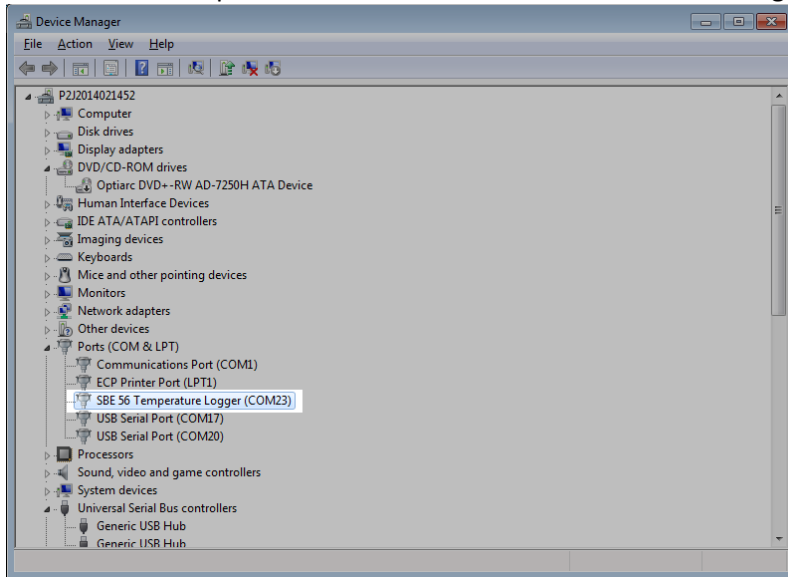 Device Manager
File Action View Help
P2J2014021452
Computer
Disk drives
Display adapters
DVD/CD-ROM drives
Optiarc DVD+-RW AD-7250H ATA Device
Human Interface Devices
IDE ATA/ATAPI controllers
Imaging devices
Keyboards
Mice and other pointing devices
Monitors
Network adapters
Other devices
Ports (COM & LPT)
Communications Port (COM1)
ECP Printer Port (LPT1)
SBE 56 Temperature Logger (COM23)
USB Serial Port (COM17)
USB Serial Port (COM20)
Processors
Sound, video and game controllers
System devices
Universal Serial Bus controllers
Generic USB Hub
Generic USB Hub